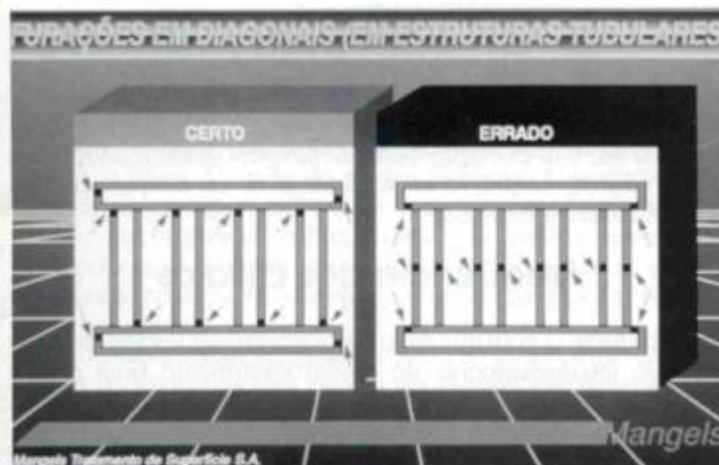 FURAÇÕES EM DIAGONAIS (EM ESTRUTURAS TUBULARES
CERTO
ERRADO
Mangels
Mangels Tratamento de Superfície S.A.